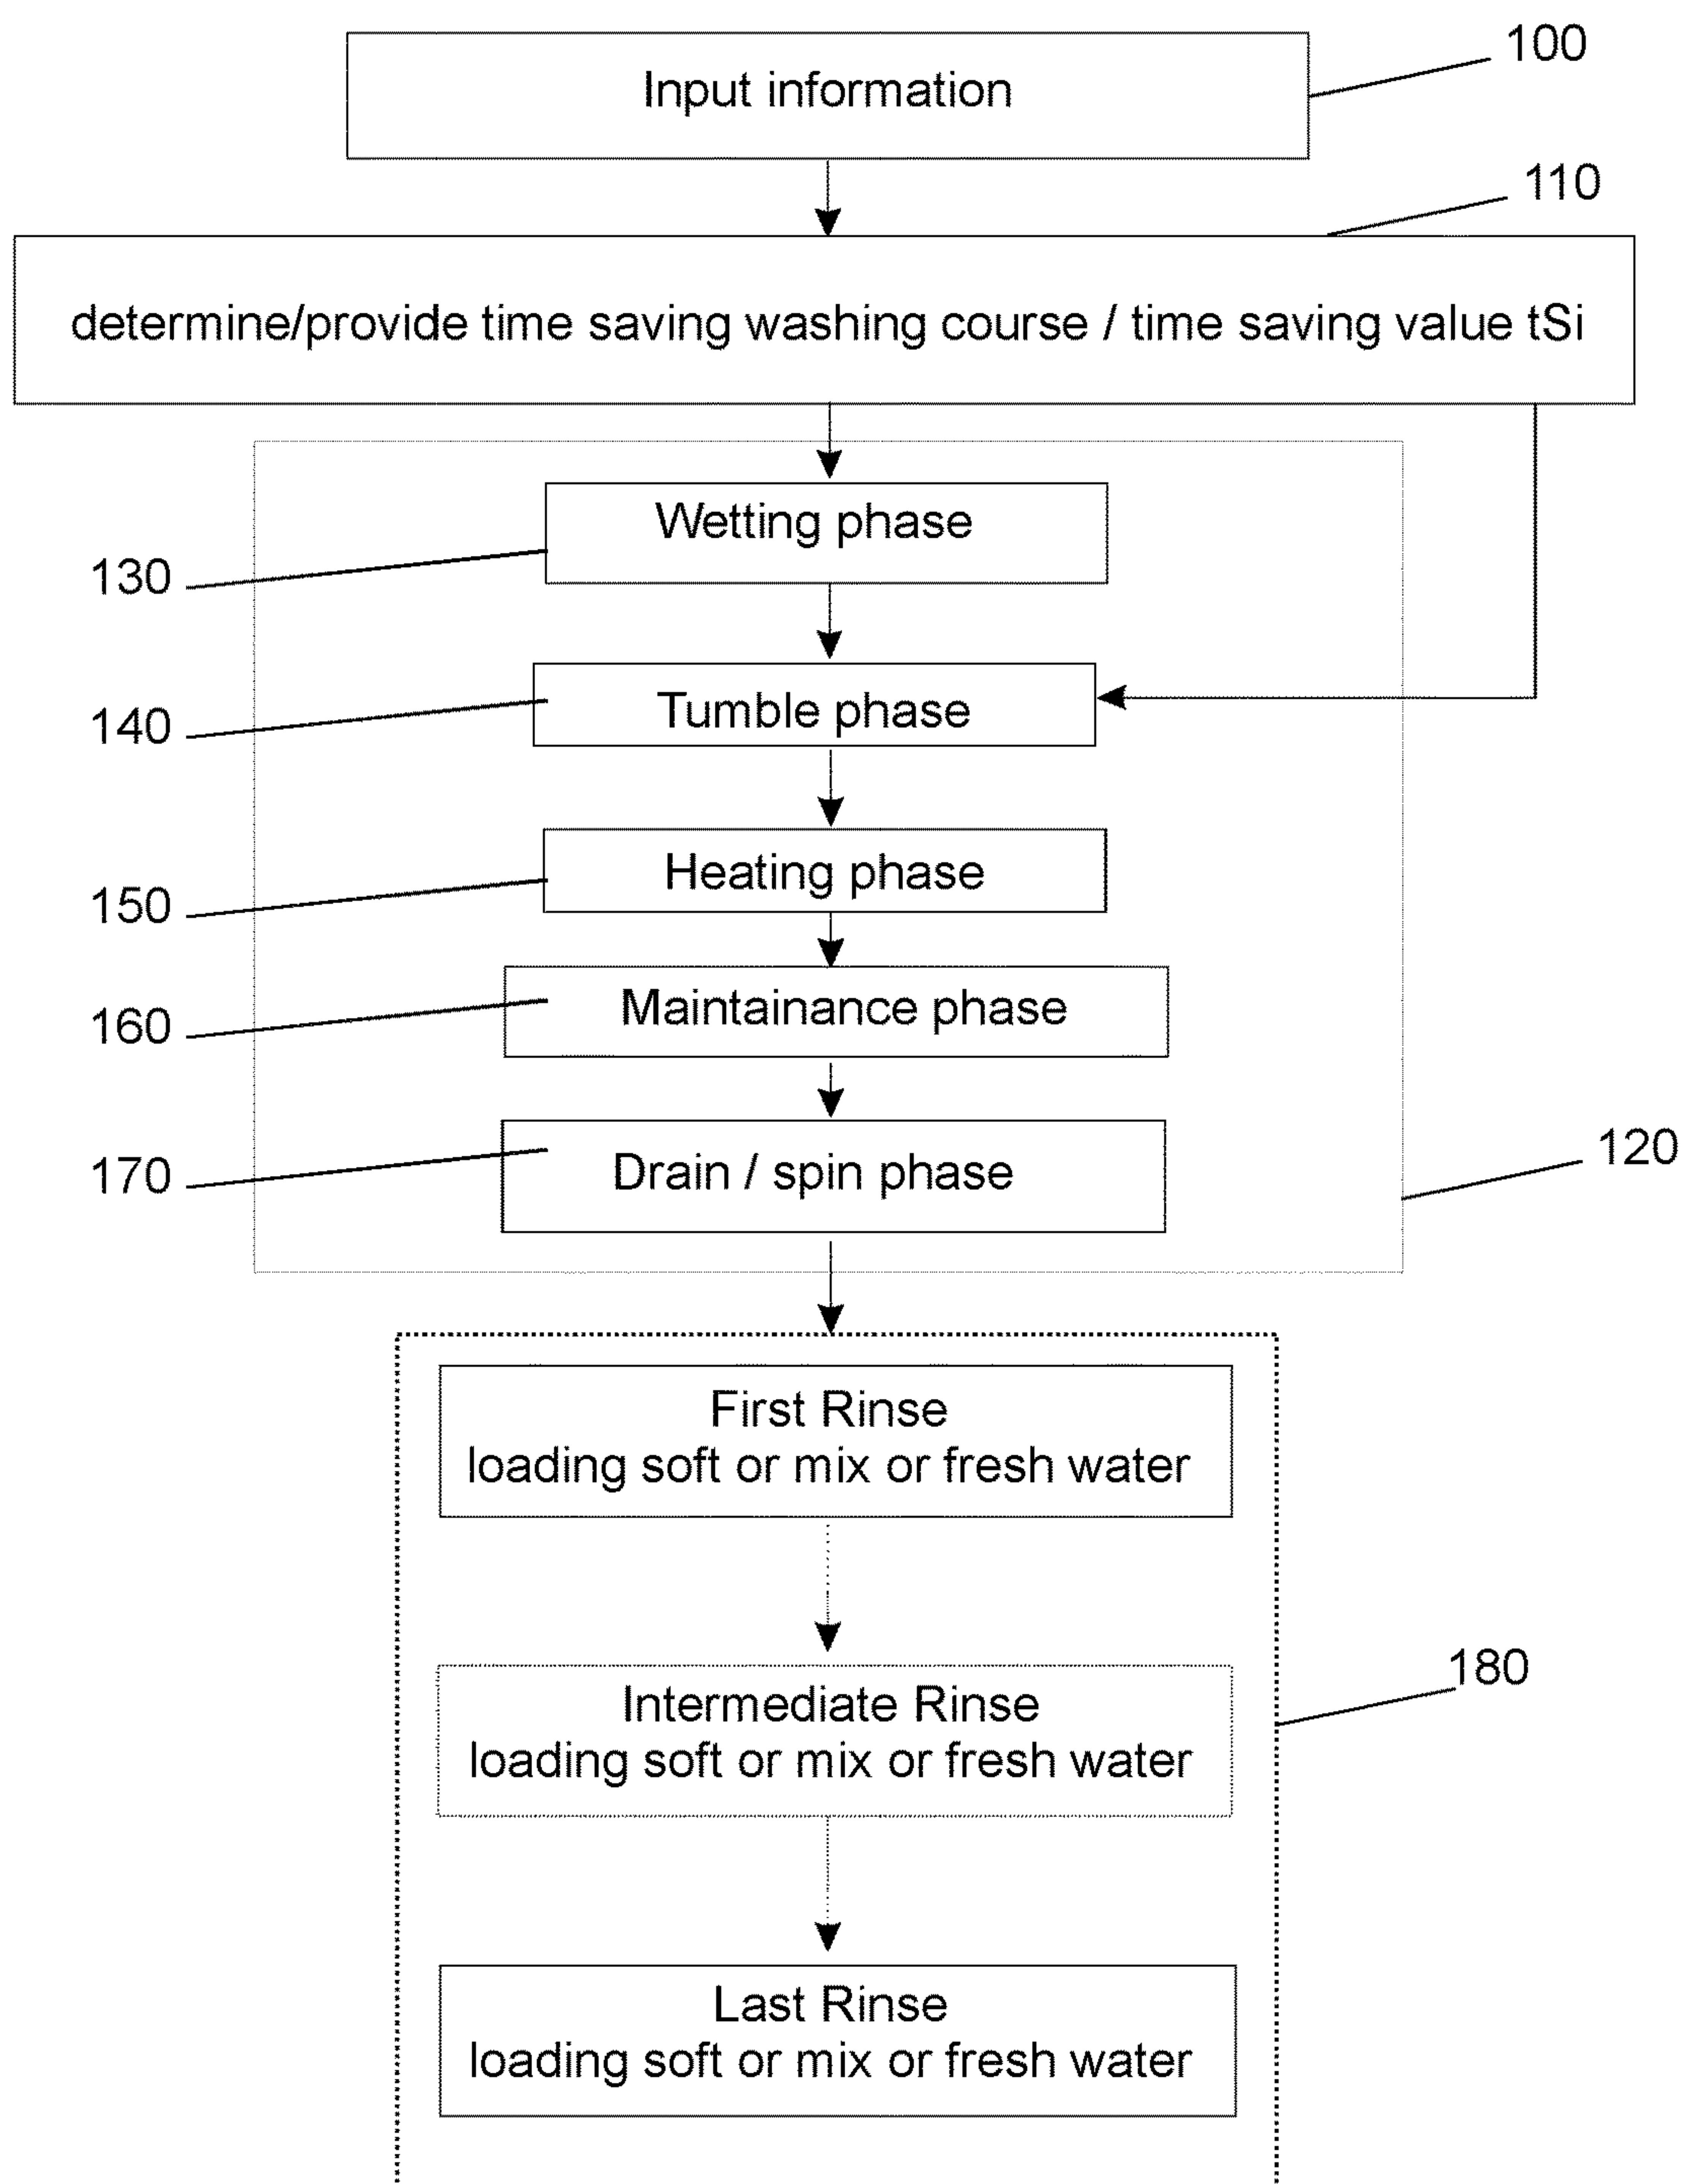 Input information
100
110
determine/provide time saving washing course / time saving value tSi
Wetting phase
130
Tumble phase
140
Heating phase
150
Maintainance phase
160
Drain / spin phase
170
120
First Rinse
loading soft or mix or fresh water
Intermediate Rinse
loading soft or mix or fresh water
180
Last Rinse
loading soft or mix or fresh water